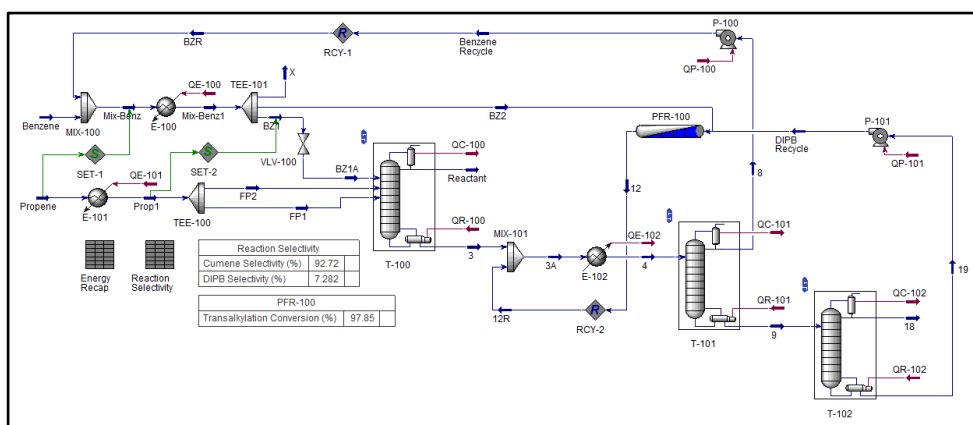 P-100
BZR
RCY-1
Benzene
Recycle
QP-100
QE-100
TEE-101
X
Benzene
MIX-100
Mix-Benz
E-100
Mix-Benz1
BZ1
BZ2
PFR-100
P-101
DIPB
Recycle
QP-101
SET-1
SET-2
VLV-100
QE-101
BZ1A
QC-100
Reactant
12
8
Propene
E-101
Prop1
FP2
FP1
TEE-100
QR-100
MIX-101
QE-102
QC-101
3
3A
E-102
4
19
T-100
Energy
Recap
Reaction
Selectivity
Reaction Selectivity
Cumene Selectivity (%) 92.72
DIPB Selectivity (%) 7.282
PFR-100
Transalkylation Conversion (%) 97.85
12R
RCY-2
QR-101
T-101
9
QC-102
18
QR-102
T-102
R
R
S
S